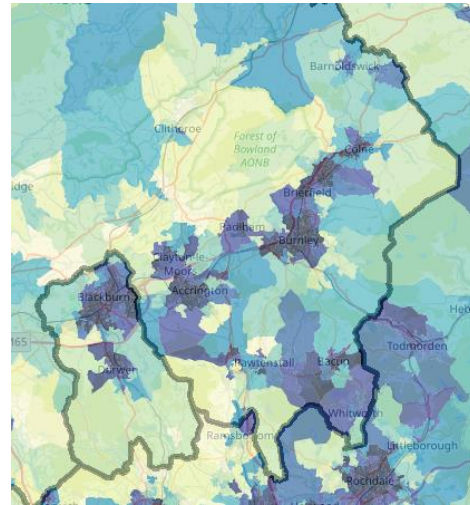 Barnoldswick
Clitheroe
Forest of
Bowland
AONB
Colne
Brierfield
Padiham
Burnley
Clayton-le-
Moors
Accrington
Blackburn
M65
Darwen
Rawtenstall
Bacup
Todmorden
Whitworth
Ramsbottom
Littleborough
Rochdale